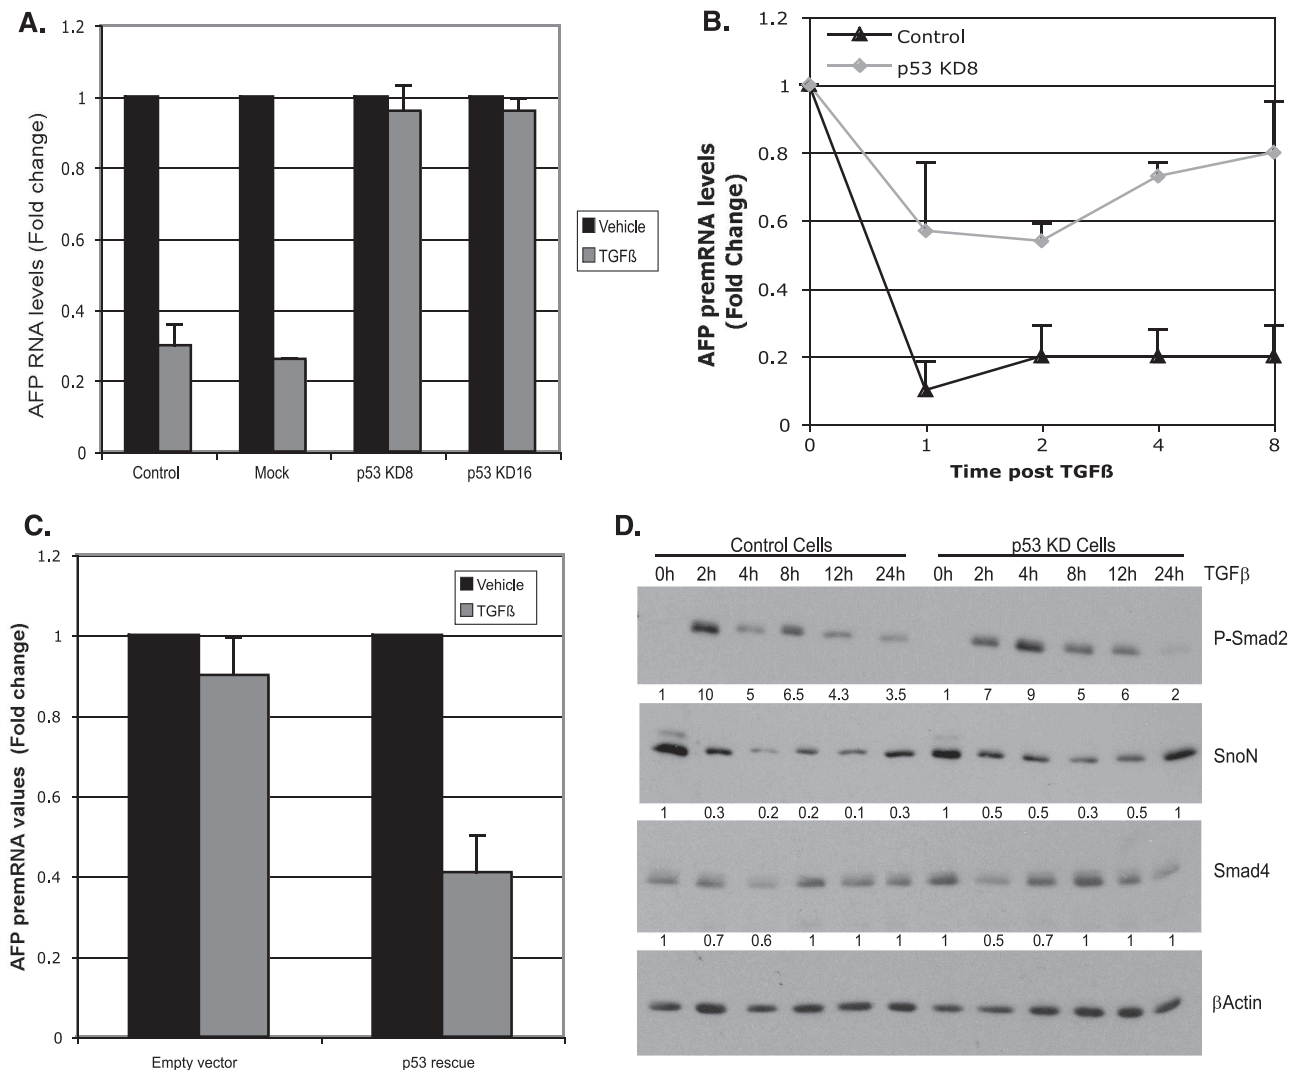 A.
1.2
1
0.8
0.6
0.4
0.2
0
AFP RNA levels (Fold change)
Control Mock p53 KD8 p53 KD16
Vehicle
TGFß
B.
1.2
1
0.8
0.6
0.4
0.2
0
AFP premRNA levels
(Fold Change)
Control
p53 KD8
0 1 2 4 8
Time post TGFß
C.
1.2
1
0.8
0.6
0.4
0.2
0
AFP premRNA values (Fold change)
Vehicle
TGFß
Empty vector p53 rescue
D.
Control Cells p53 KD Cells
0h 2h 4h 8h 12h 24h 0h 2h 4h 8h 12h 24h TGFβ
P-Smad2
1 10 5 6.5 4.3 3.5 1 7 9 5 6 2
SnoN
1 0.3 0.2 0.2 0.1 0.3 1 0.5 0.5 0.3 0.5 1
Smad4
1 0.7 0.6 1 1 1 1 0.5 0.7 1 1 1
βActin